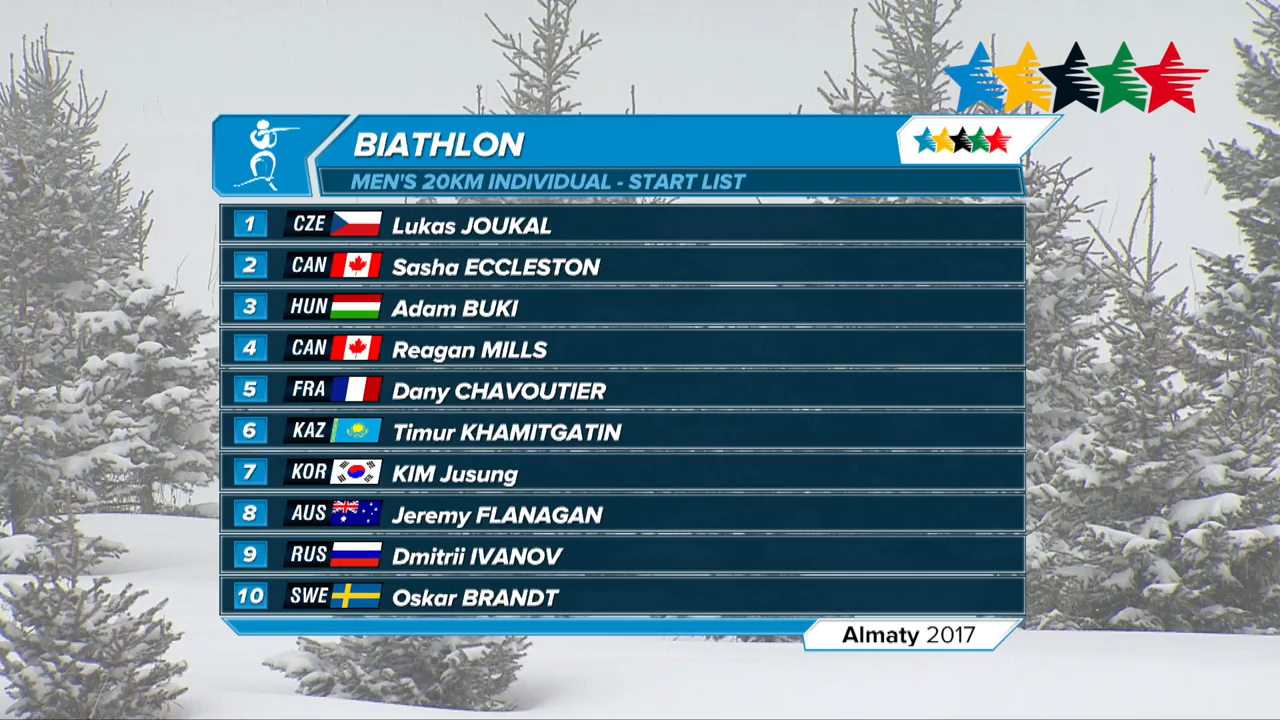 BIATHLON
MEN'S 20KM INDIVIDUAL - START LIST
1 CZE Lukas JOUKAL
2 CAN Sasha ECCLESTON
3 HUN Adam BUKI
4 CAN Reagan MILLS
5 FRA Dany CHAVOUTIER
6 KAZ Timur KHAMITGATIN
7 KOR KIM Jusung
8 AUS Jeremy FLANAGAN
9 RUS Dmitrii IVANOV
10 SWE Oskar BRANDT
Almaty 2017